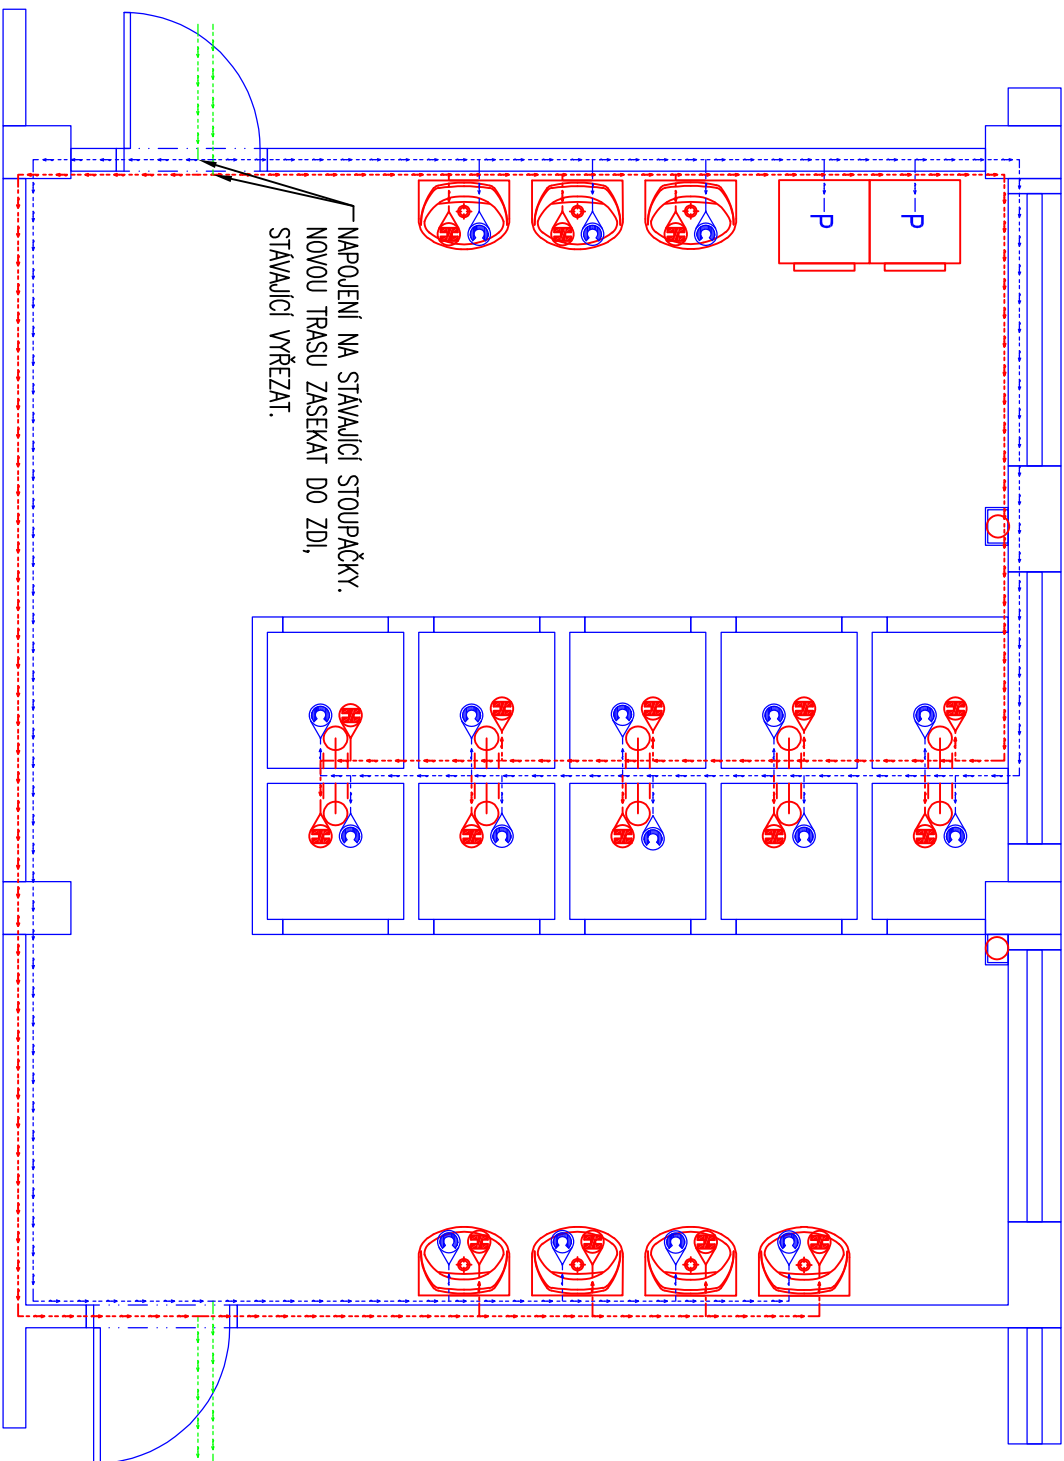 NAPOJENÍ NA STÁVAJÍCÍ STOUPAČKY.
NOVOU TRASU ZASEKAT DO ZDI,
STÁVAJÍCÍ VYŘEZAT.
P
P